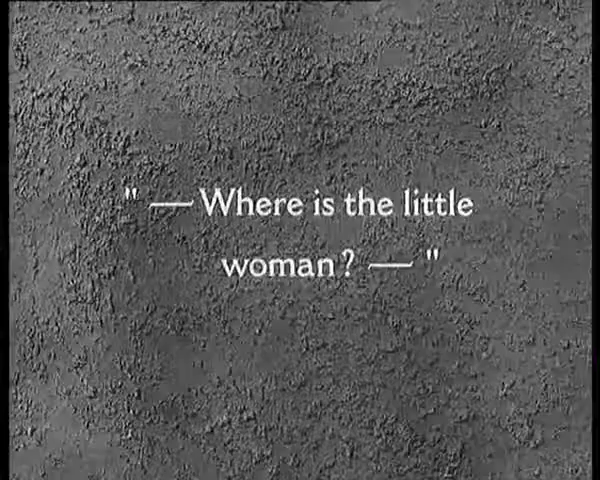 " — Where is the little
woman? — "